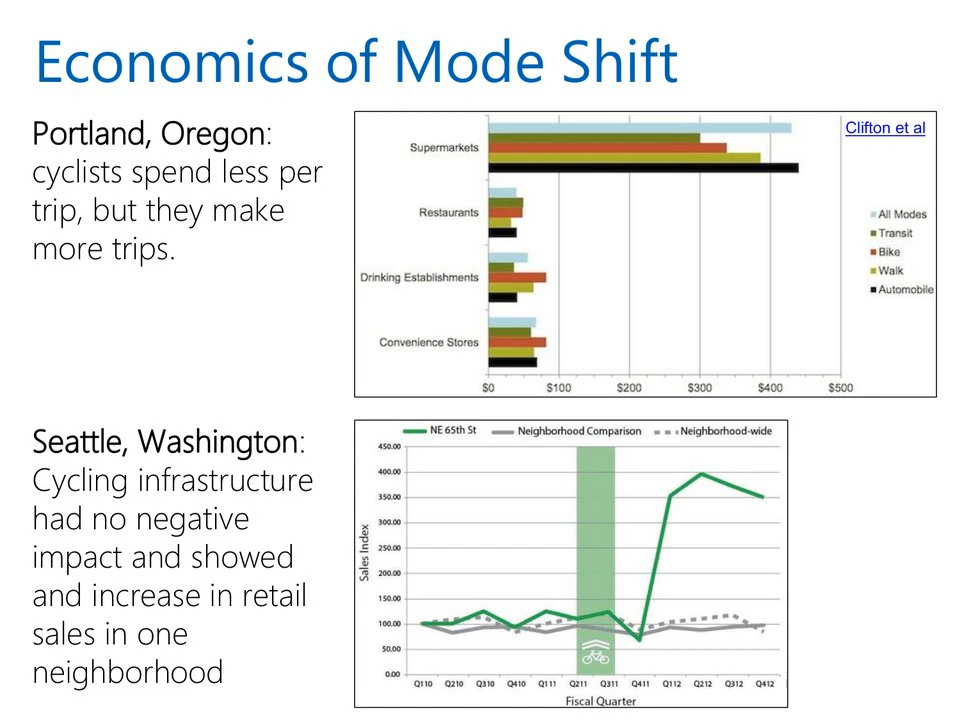 Economics of Mode Shift
Portland, Oregon:
cyclists spend less per
trip, but they make
more trips.
Clifton et al
Supermarkets
Restaurants
Drinking Establishments
Convenience Stores
All Modes
Transit
Bike
Walk
Automobile
$0 $100 $200 $300 $400 $500
Seattle, Washington:
Cycling infrastructure
had no negative
impact and showed
and increase in retail
sales in one
neighborhood
NE 65th St Neighborhood Comparison Neighborhood-wide
Sales Index
450.00
400.00
350.00
300.00
250.00
200.00
150.00
100.00
50.00
0.00
Q110 Q210 Q310 Q410 Q111 Q211 Q311 Q411 Q112 Q212 Q312 Q412
Fiscal Quarter